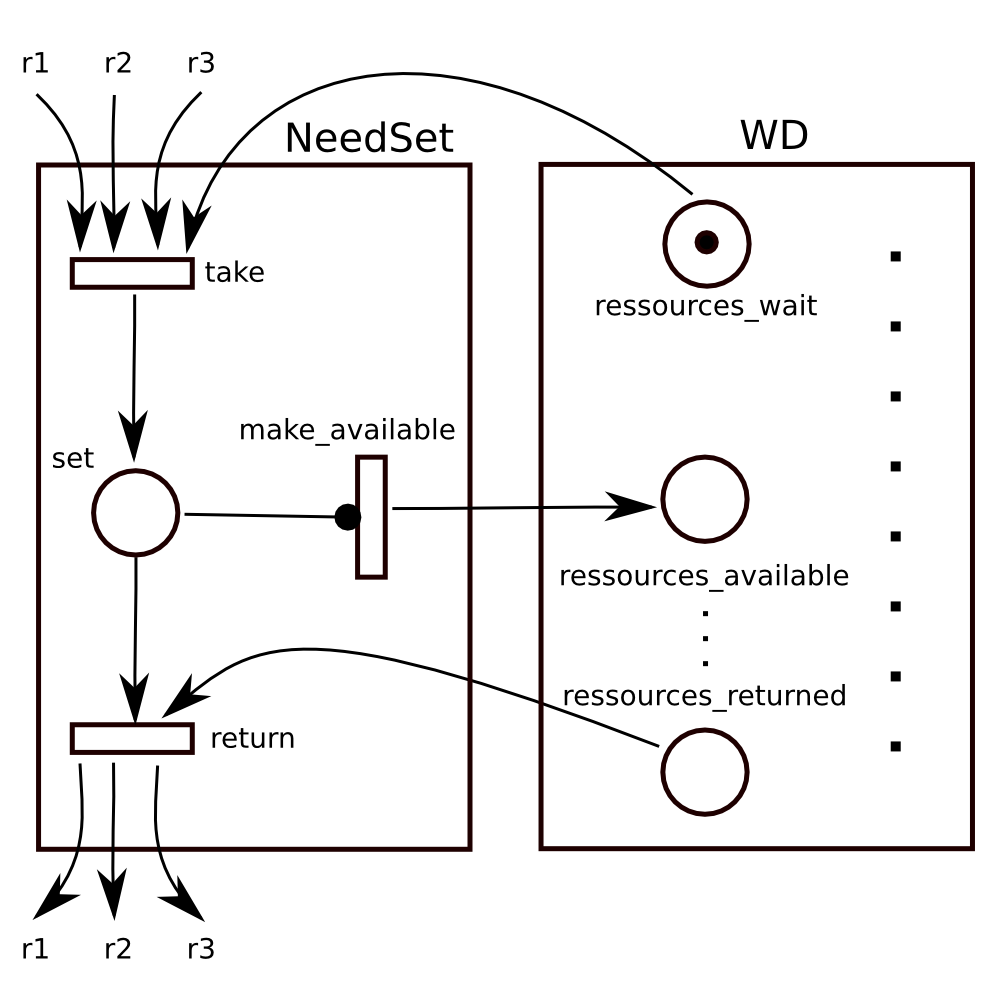 r1 r2 r3
NeedSet
WD
take
ressources_wait
make_available
set
ressources_available
ressources_returned
return
r1 r2 r3